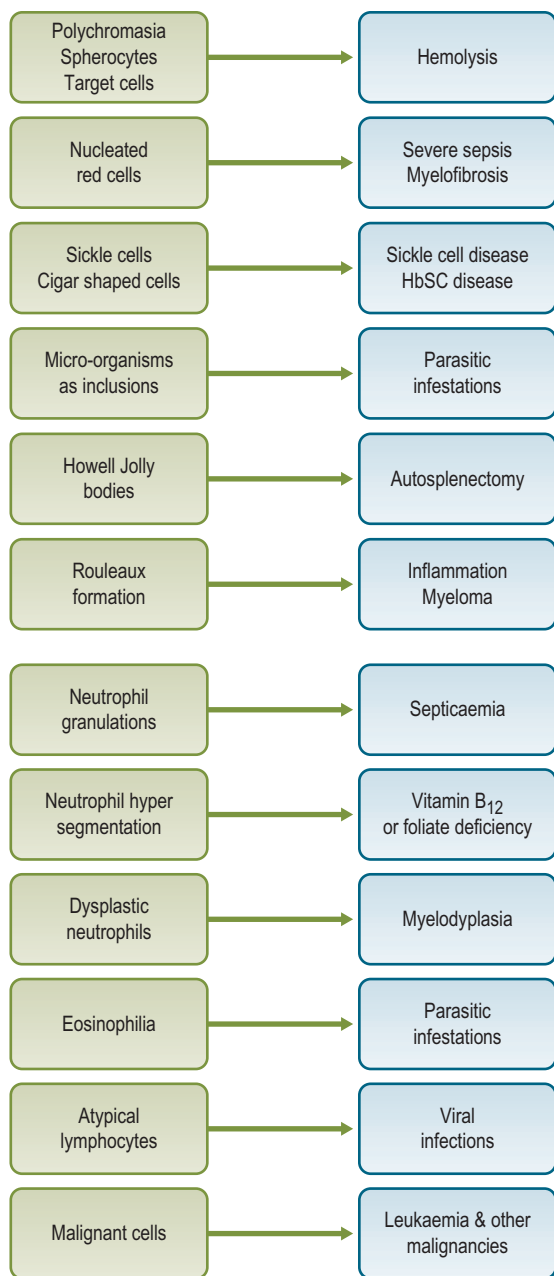 Polychromasia
Spherocytes
Target cells
Hemolysis
Nucleated
red cells
Severe sepsis
Myelofibrosis
Sickle cells
Cigar shaped cells
Sickle cell disease
HbSC disease
Micro-organisms
as inclusions
Parasitic
infestations
Howell Jolly
bodies
Autosplenectomy
Rouleaux
formation
Inflammation
Myeloma
Neutrophil
granulations
Septicaemia
Neutrophil hyper
segmentation
Vitamin B12
or foliate deficiency
Dysplastic
neutrophils
Myelodyplasia
Eosinophilia
Parasitic
infestations
Atypical
lymphocytes
Viral
infections
Malignant cells
Leukaemia & other
malignancies